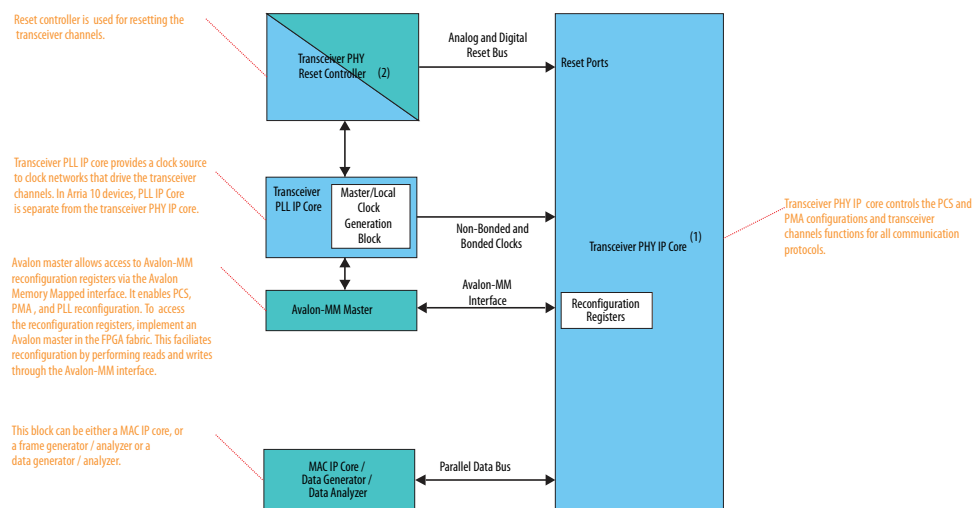 Reset controller is used for resetting the
transceiver channels.
Transceiver PHY
Reset Controller (2)
Analog and Digital
Reset Bus
Reset Ports
Transceiver PLL IP core provides a clock source
to clock networks that drive the transceiver
channels. In Arria 10 devices, PLL IP Core
is separate from the transceiver PHY IP core.
Transceiver
PLL IP Core
Master/Local
Clock
Generation
Block
Non-Bonded and
Bonded Clocks
Transceiver PHY IP Core (1)
Transceiver PHY IP core controls the PCS and
PMA configurations and transceiver
channels functions for all communication
protocols.
Avalon master allows access to Avalon-MM
reconfiguration registers via the Avalon
Memory Mapped interface. It enables PCS,
PMA , and PLL reconfiguration. To access
the reconfiguration registers, implement an
Avalon master in the FPGA fabric. This faciliates
reconfiguration by performing reads and writes
through the Avalon-MM interface.
Avalon-MM Master
Avalon-MM
Interface
Reconfiguration
Registers
This block can be either a MAC IP core, or
a frame generator / analyzer or a
data generator / analyzer.
MAC IP Core /
Data Generator /
Data Analyzer
Parallel Data Bus